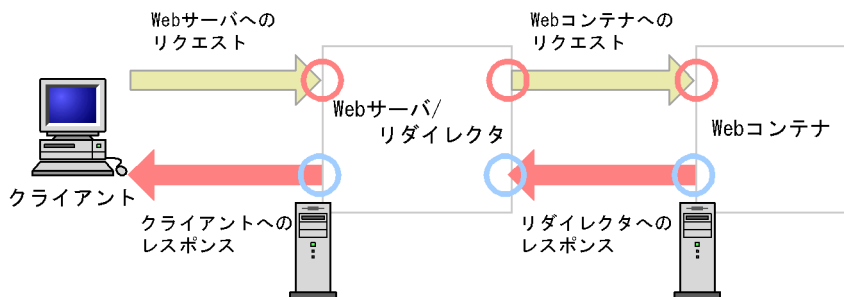 Webサーバへの
リクエスト
Webコンテナへの
リクエスト
Webサーバ/
リダイレクタ
Webコンテナ
クライアント
クライアントへの
レスポンス
リダイレクタへの
レスポンス